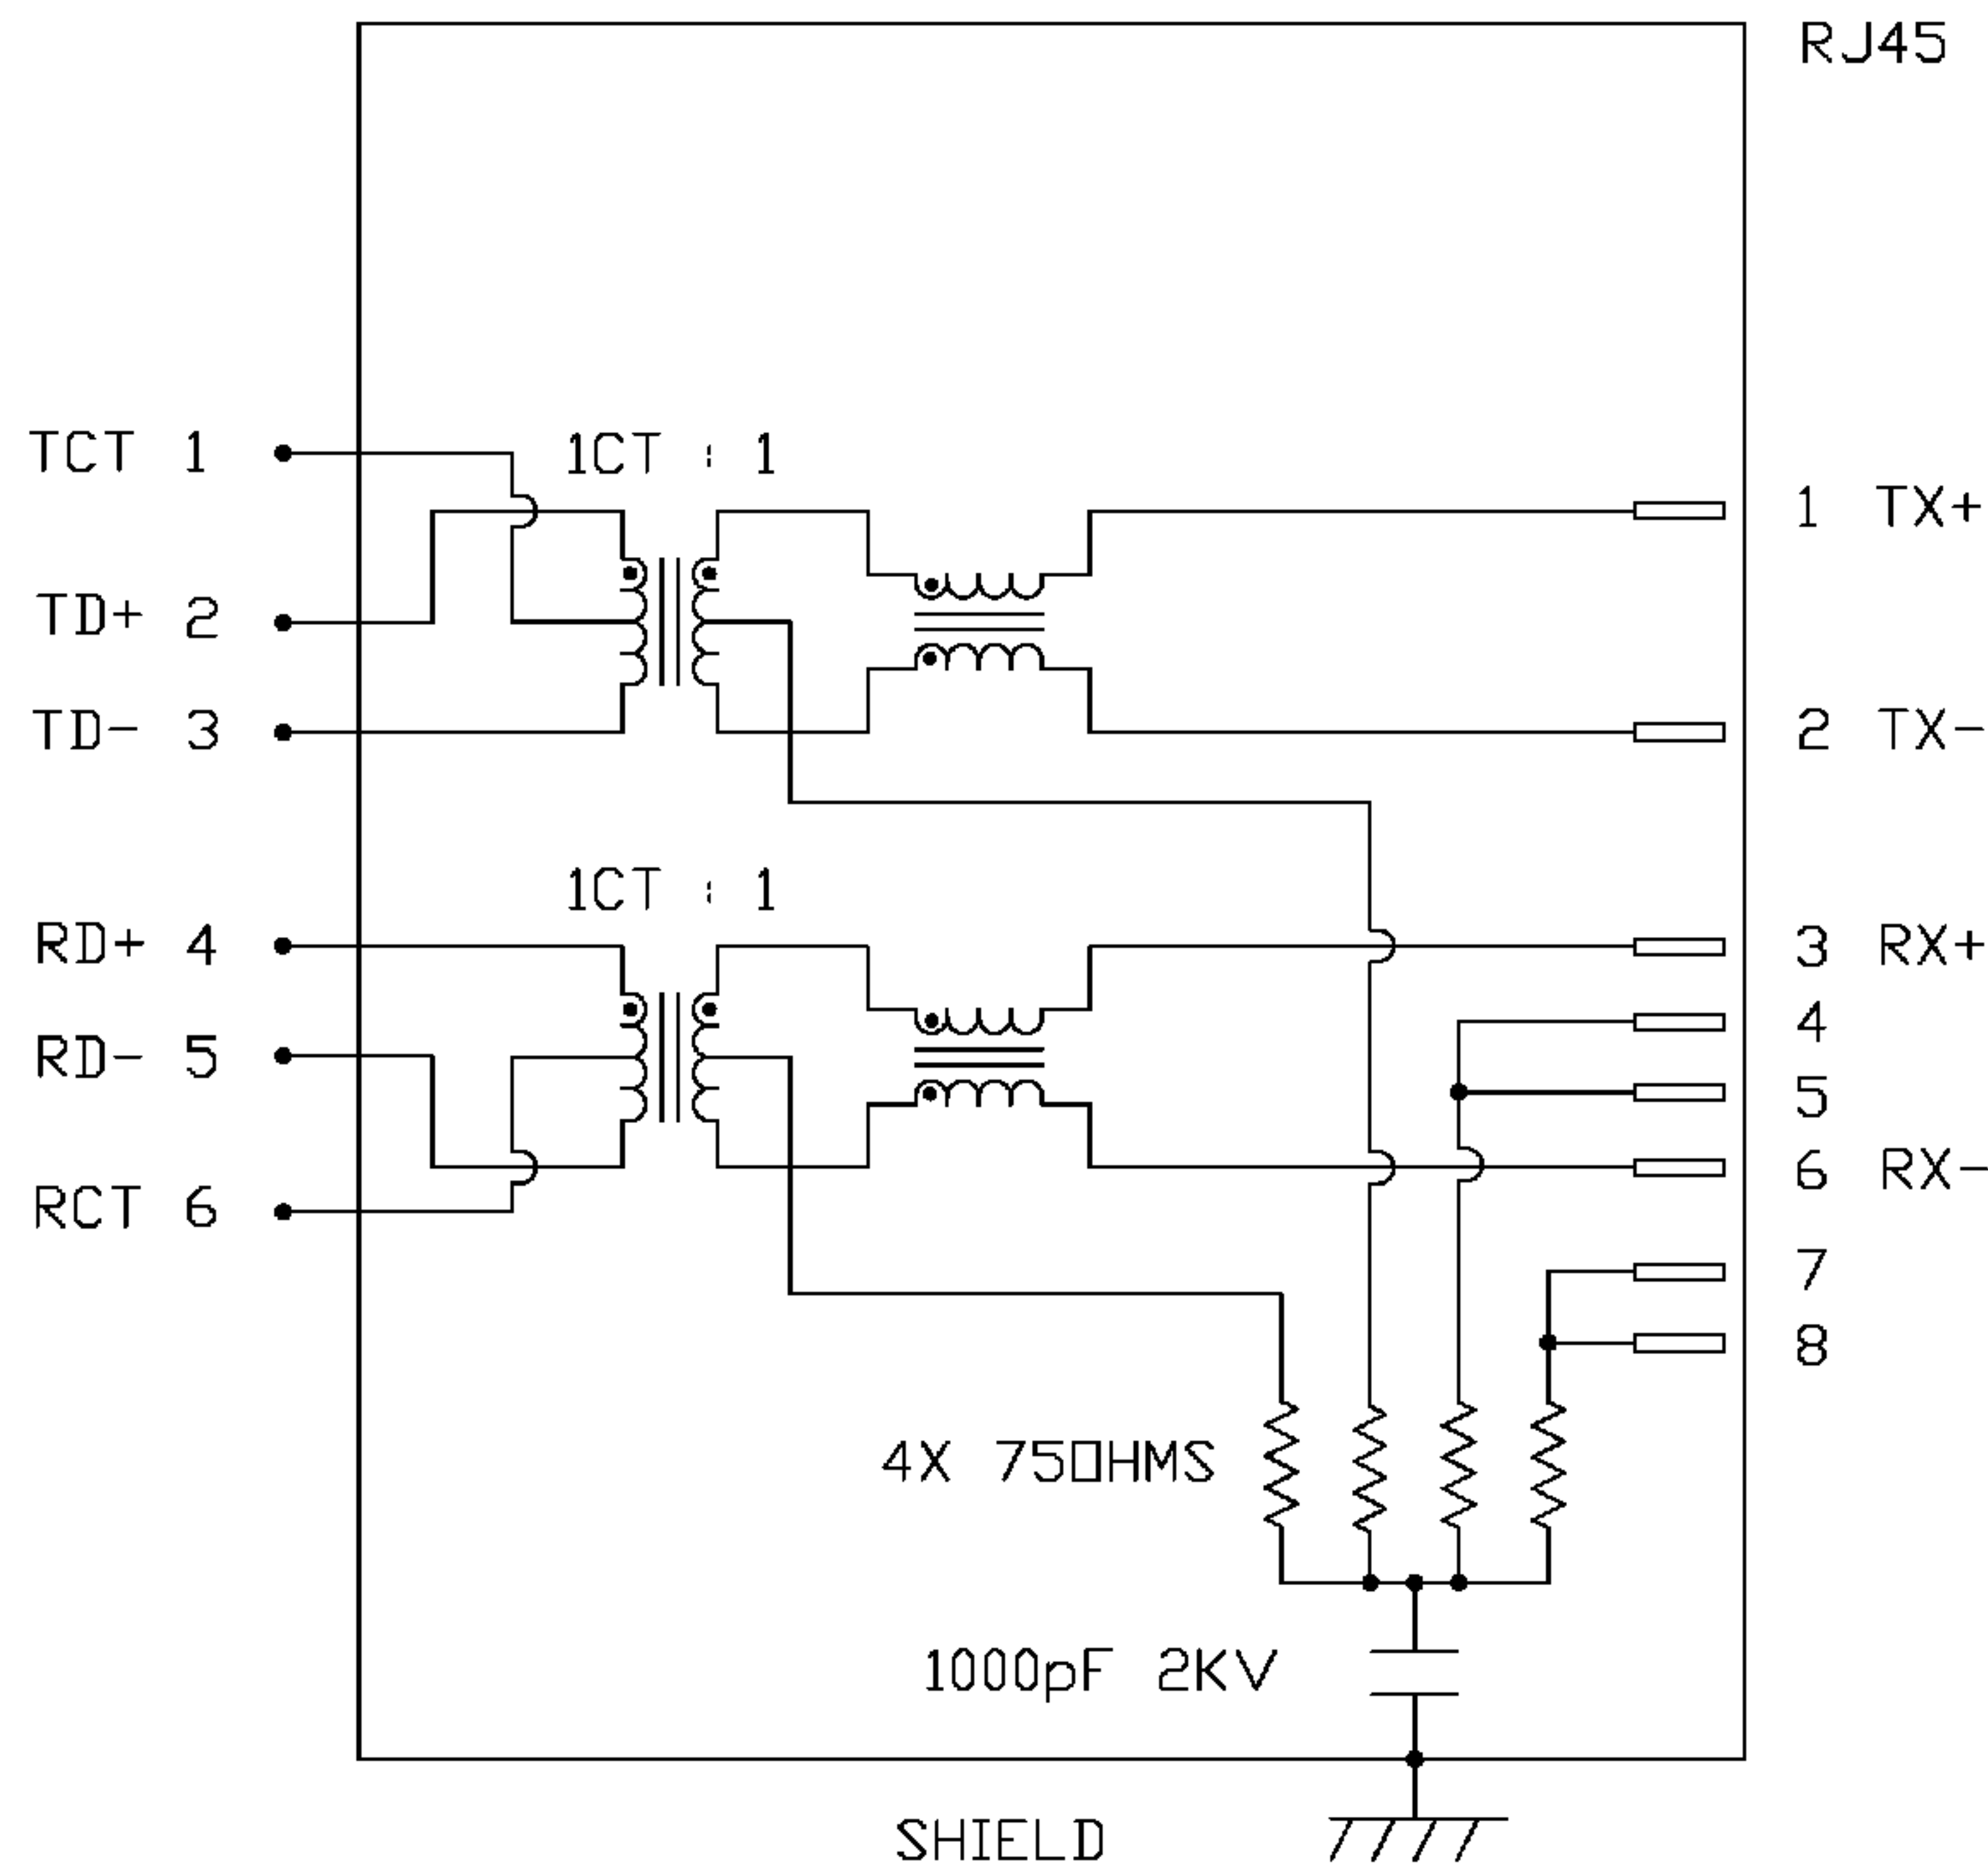 RJ45
TCT 1
1CT : 1
1 TX+
TD+ 2
TD- 3
2 TX-
1CT : 1
RD+ 4
3 RX+
4
RD- 5
5
6 RX-
RCT 6
7
8
4X 75OHMS
1000pF 2KV
SHIELD